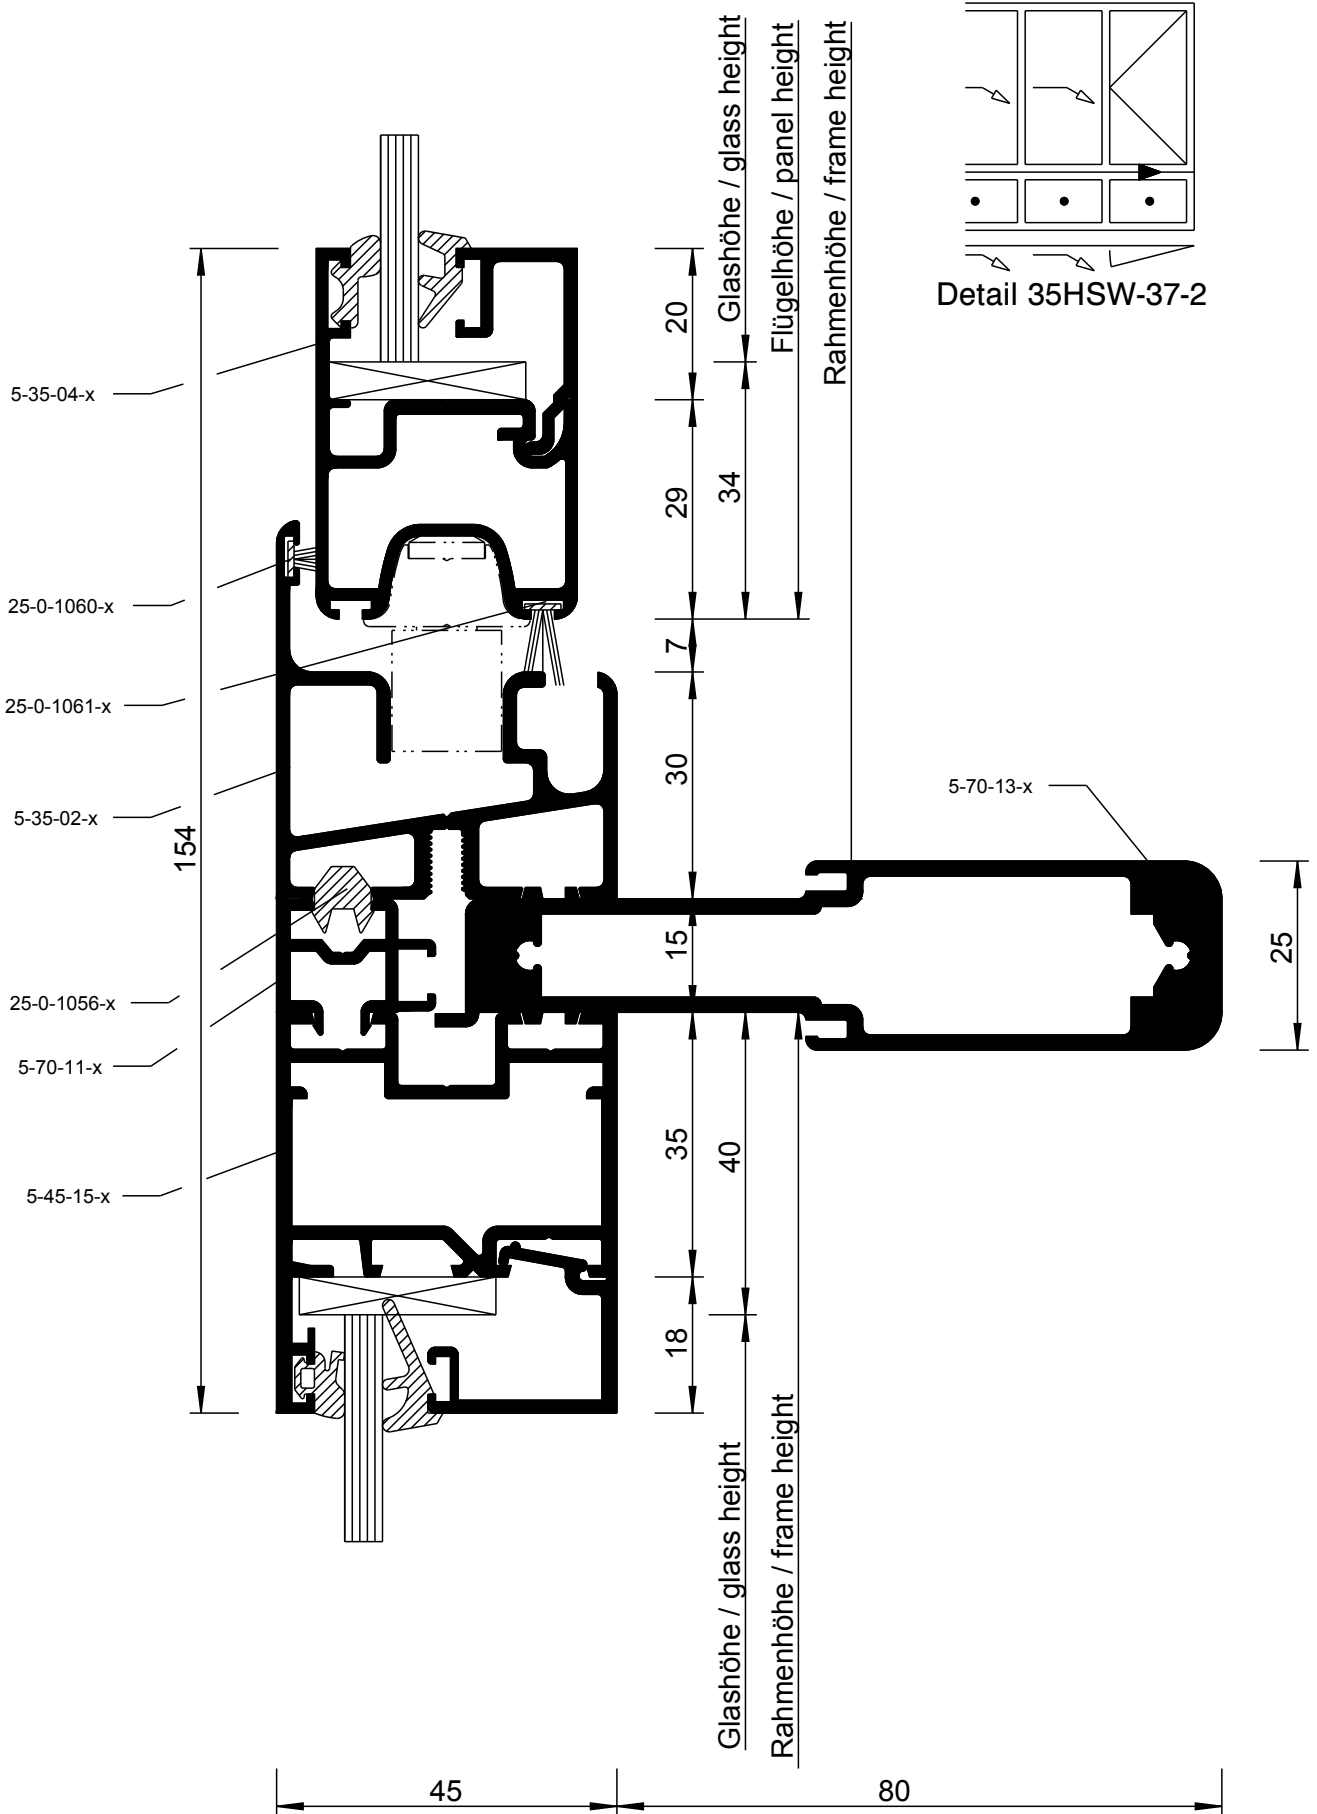 Glashöhe / glass height
Flügelhöhe / panel height
Rahmenhöhe / frame height
Detail 35HSW-37-2
20
5-35-04-x
29
34
25-0-1060-x
7
25-0-1061-x
30
5-70-13-x
5-35-02-x
154
15
25
25-0-1056-x
5-70-11-x
35
40
5-45-15-x
18
Glashöhe / glass height
Rahmenhöhe / frame height
45
80